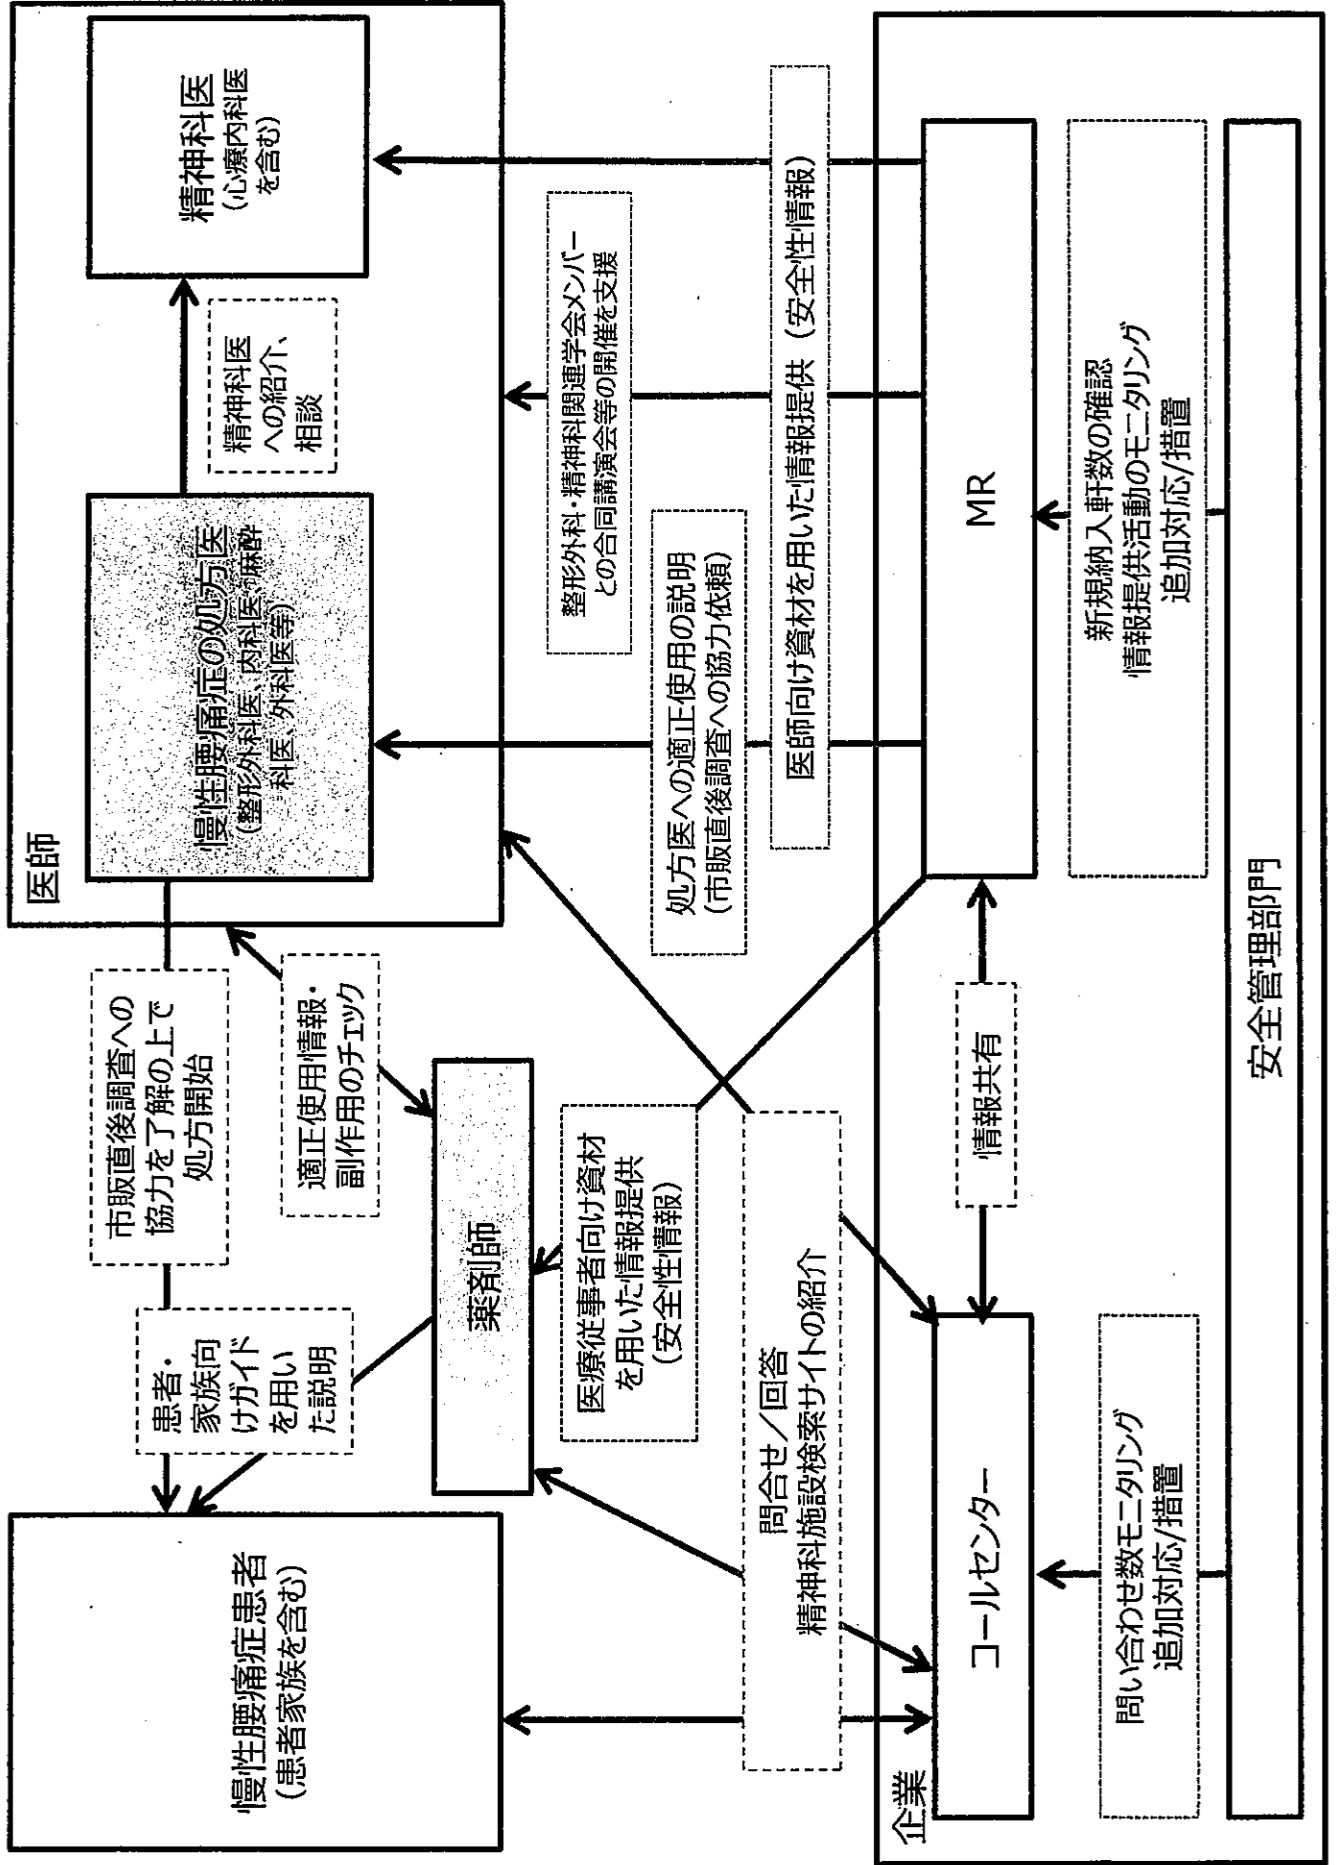 慢性腰痛症患者
(患者家族を含む)
患者・
家族向
けガイド
を用い
た説明
市販直後調査への
協力を了解の上で
処方開始
医師
慢性腰痛症の処方医
(整形外科医、内科医、麻酔
科医、外科医等)
精神科医
への紹介、
相談
精神科医
(心療内科医
を含む)
適正使用情報・
副作用のチェック
薬剤師
医療従事者向け資材
を用いた情報提供
(安全性情報)
整形外科・精神科関連学会メンバー
との合同講演会等の開催を支援
処方医への適正使用の説明
(市販直後調査への協力依頼)
医師向け資材を用いた情報提供(安全性情報)
問合せ/回答
精神科施設検索サイトの紹介
企業
コールセンター
情報共有
MR
問い合わせ数モニタリング
追加対応/措置
新規納入軒数の確認
情報提供活動のモニタリング
追加対応/措置
安全管理部門